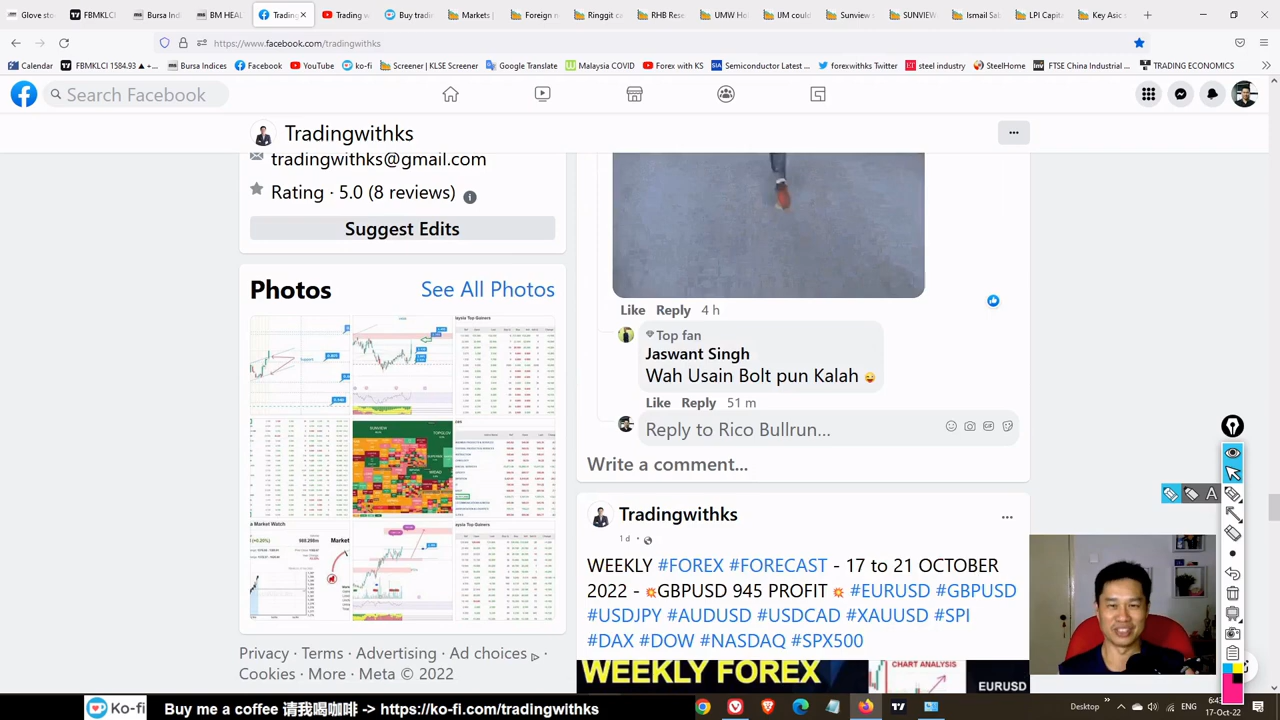 Glove sto
FBMKLCI
Bursa Ind
BM HEAL
Trading
Trading w
Buy trad
Markets |
Foreign n
Ringgit c
RHB Rese
UMW Ho
UM coul
Sunview
SUNVIEW
Ismail Sal
LPI Capita
Key Asic
https://www.facebook.com/tradingwithks
Calendar
FBMKLCI 1584.93 ▲ +...
Bursa Indices
Facebook
YouTube
ko-fi
Screener | KLSE Screener
Google Translate
Malaysia COVID
Forex with KS
Semiconductor Latest ...
forexwithks Twitter
steel industry
SteelHome
FTSE China Industrial ...
TRADING ECONOMICS
Search Facebook
Tradingwithks
tradingwithks@gmail.com
Rating · 5.0 (8 reviews)
Suggest Edits
Photos
See All Photos
Privacy · Terms · Advertising · Ad choices ·
Cookies · More · Meta © 2022
Like Reply 4 h
Top fan
Jaswant Singh
Wah Usain Bolt pun Kalah
Like Reply 51 m
Reply to Rico Bullrun...
Write a comment...
Tradingwithks
1 d ·
WEEKLY #FOREX #FORECAST - 17 to 21 OCTOBER
2022 - 💥GBPUSD 945 PROFIT 💥 #EURUSD #GBPUSD
#USDJPY #AUDUSD #USDCAD #XAUUSD #SPI
#DAX #DOW #NASDAQ #SPX500
WEEKLY FOREX
CHART ANALYSIS
EURUSD
Ko-fi
Buy me a coffee 请我喝咖啡 -> https://ko-fi.com/tradingwithks
Desktop
17-Oct-22